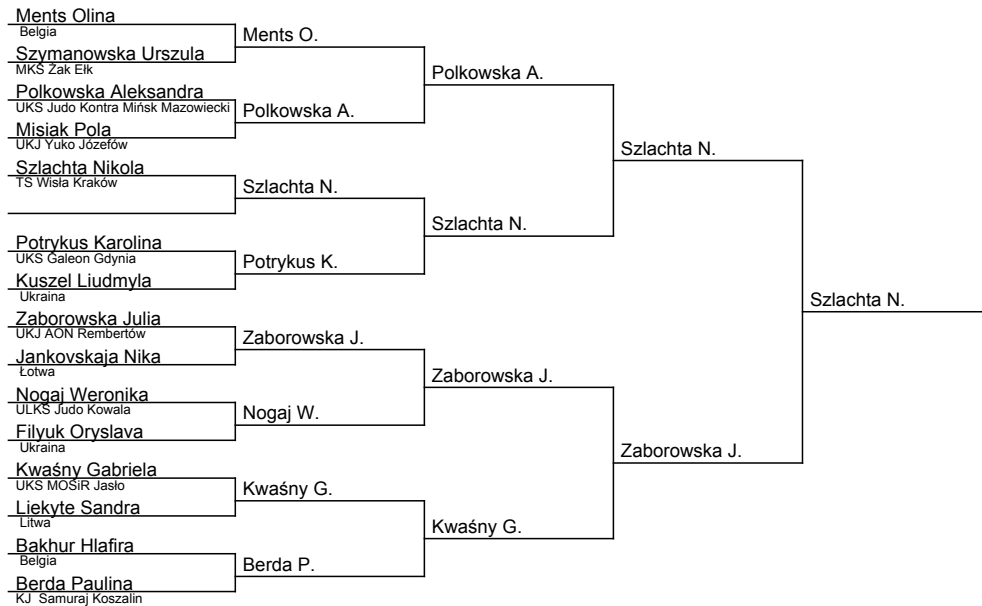 Ments Olina
Belgia
Szymanowska Urszula
MKS Żak Ełk
Polkowska Aleksandra
UKS Judo Kontra Mińsk Mazowiecki
Misiak Pola
UKJ Yuko Józefów
Szlachta Nikola
TS Wisła Kraków
Potrykus Karolina
UKS Galeon Gdynia
Kuszel Liudmyla
Ukraina
Zaborowska Julia
UKJ AON Rembertów
Jankovskaja Nika
Łotwa
Nogaj Weronika
ULKS Judo Kowala
Filyuk Oryslava
Ukraina
Kwaśny Gabriela
UKS MOSiR Jasło
Liekyte Sandra
Litwa
Bakhur Hlafira
Belgia
Berda Paulina
KJ Samuraj Koszalin
Ments O.
Polkowska A.
Szlachta N.
Potrykus K.
Zaborowska J.
Nogaj W.
Kwaśny G.
Berda P.
Polkowska A.
Szlachta N.
Zaborowska J.
Kwaśny G.
Szlachta N.
Zaborowska J.
Szlachta N.